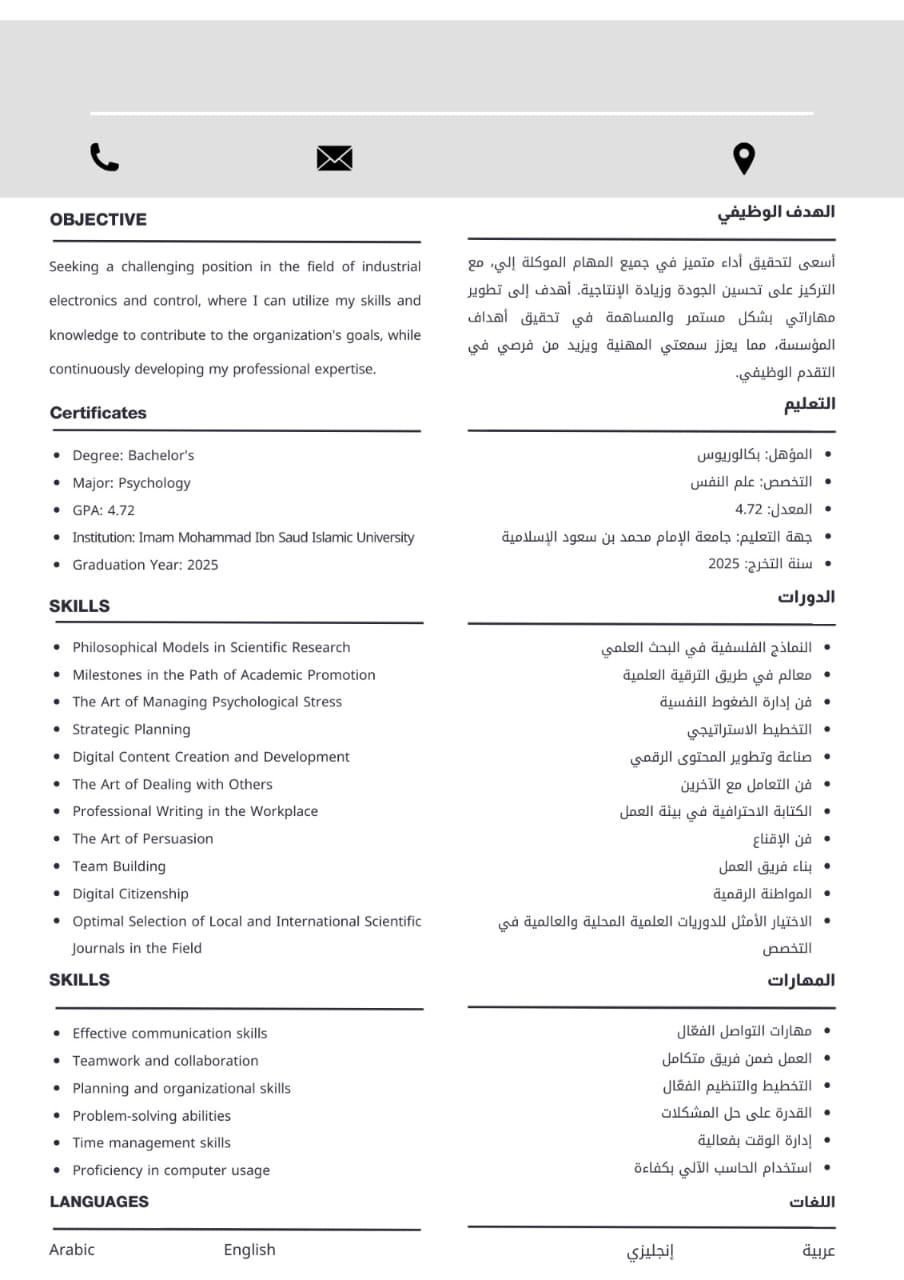 OBJECTIVE
Seeking a challenging position in the field of industrial
electronics and control, where I can utilize my skills and
knowledge to contribute to the organization's goals, while
continuously developing my professional expertise.
Certificates
• Degree: Bachelor's
• Major: Psychology
• GPA: 4.72
• Institution: Imam Mohammad Ibn Saud Islamic University
• Graduation Year: 2025
SKILLS
• Philosophical Models in Scientific Research
• Milestones in the Path of Academic Promotion
• The Art of Managing Psychological Stress
• Strategic Planning
• Digital Content Creation and Development
• The Art of Dealing with Others
• Professional Writing in the Workplace
• The Art of Persuasion
• Team Building
• Digital Citizenship
• Optimal Selection of Local and International Scientific
Journals in the Field
SKILLS
• Effective communication skills
• Teamwork and collaboration
• Planning and organizational skills
• Problem-solving abilities
• Time management skills
• Proficiency in computer usage
LANGUAGES
Arabic English
الهدف الوظيفي
أسعى لتحقيق أداء متميز في جميع المهام الموكلة إلي، مع
التركيز على تحسين الجودة وزيادة الإنتاجية. أهدف إلى تطوير
مهاراتي بشكل مستمر والمساهمة في تحقيق أهداف
المؤسسة، مما يعزز سمعتي المهنية ويزيد من فرصي في
التقدم الوظيفي.
التعليم
• المؤهل: بكالوريوس
• التخصص: علم النفس
• المعدل: 4.72
• جهة التعليم: جامعة الإمام محمد بن سعود الإسلامية
• سنة التخرج: 2025
الدورات
• النماذج الفلسفية في البحث العلمي
• معالم في طريق الترقية العلمية
• فن إدارة الضغوط النفسية
• التخطيط الاستراتيجي
• صناعة وتطوير المحتوى الرقمي
• فن التعامل مع الآخرين
• الكتابة الاحترافية في بيئة العمل
• فن الإقناع
• بناء فريق العمل
• المواطنة الرقمية
• الاختيار الأمثل للدوريات العلمية المحلية والعالمية في
التخصص
المهارات
• مهارات التواصل الفعّال
• العمل ضمن فريق متكامل
• التخطيط والتنظيم الفعّال
• القدرة على حل المشكلات
• إدارة الوقت بفعالية
• استخدام الحاسب الآلي بكفاءة
اللغات
عربية إنجليزي